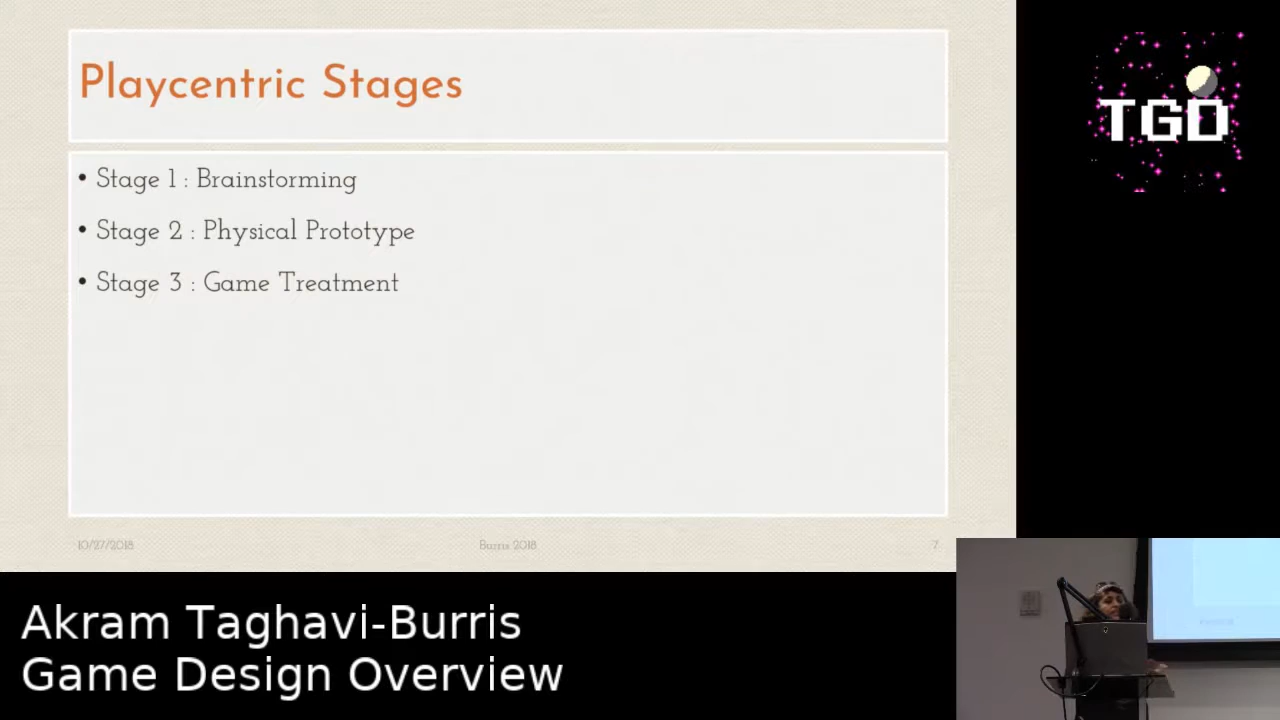 Playcentric Stages
• Stage 1 : Brainstorming
• Stage 2 : Physical Prototype
• Stage 3 : Game Treatment
10/27/2018
Burris 2018
7
TGD
Akram Taghavi-Burris
Game Design Overview